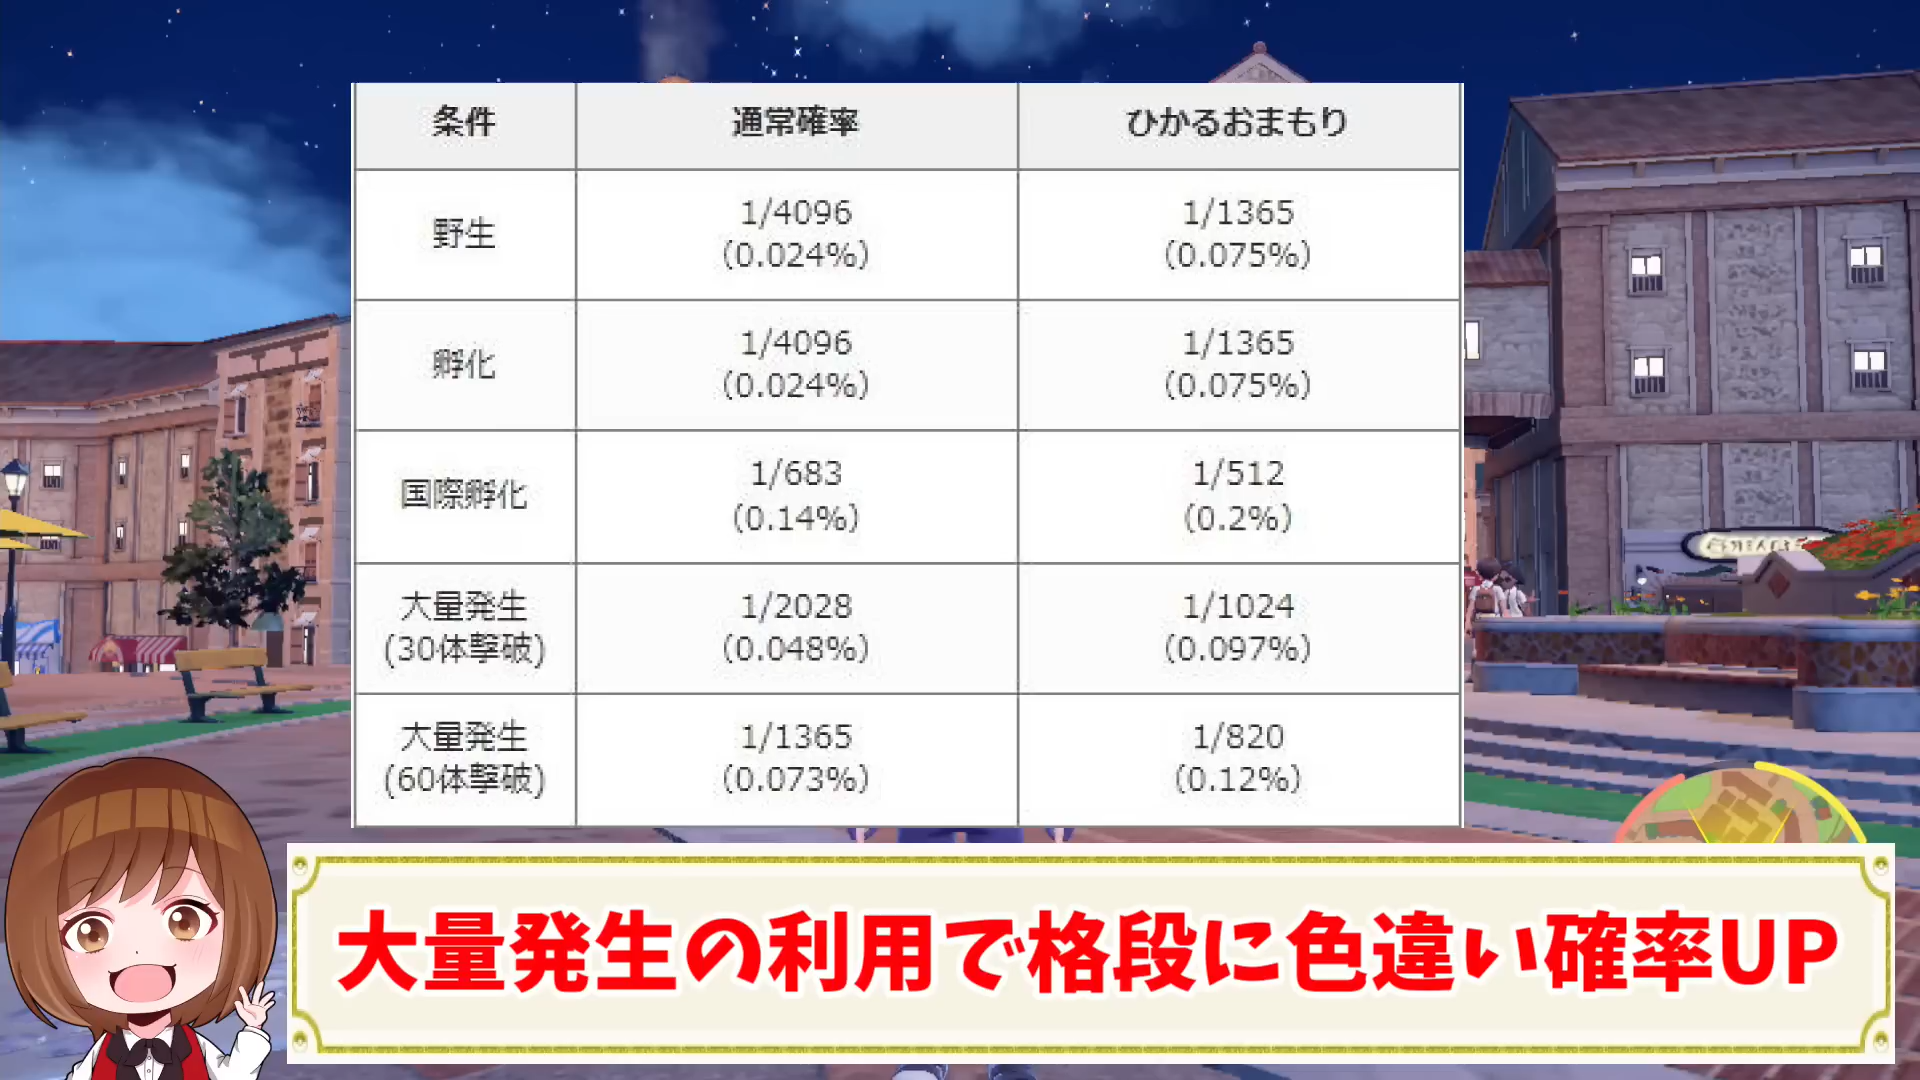 条件 通常確率 ひかるおまもり
野生 1/4096 1/1365
(0.024%) (0.075%)
孵化 1/4096 1/1365
(0.024%) (0.075%)
国際孵化 1/683 1/512
(0.14%) (0.2%)
大量発生 1/2028 1/1024
(30体撃破) (0.048%) (0.097%)
大量発生 1/1365 1/820
(60体撃破) (0.073%) (0.12%)
大量発生の利用で格段に色違い確率UP